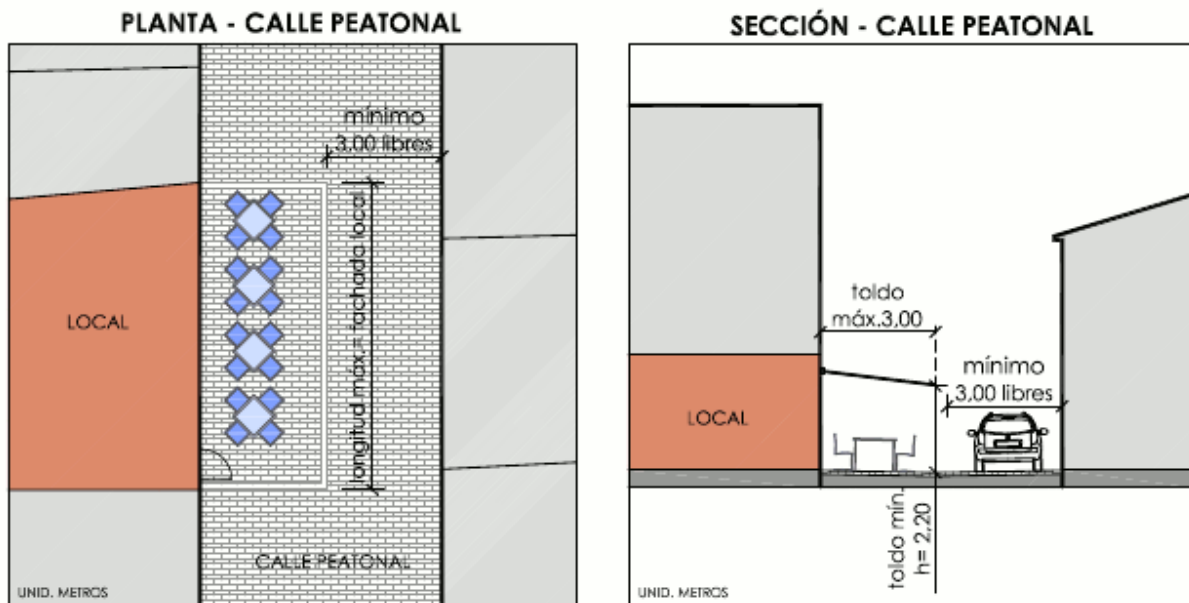 PLANTA - CALLE PEATONAL
mínimo
3,00 libres
longitud máx.= fachada local
LOCAL
CALLE PEATONAL
UNID. METROS
SECCIÓN - CALLE PEATONAL
toldo
máx.3,00
mínimo
3,00 libres
LOCAL
toldo mín.
h= 2,20
UNID. METROS